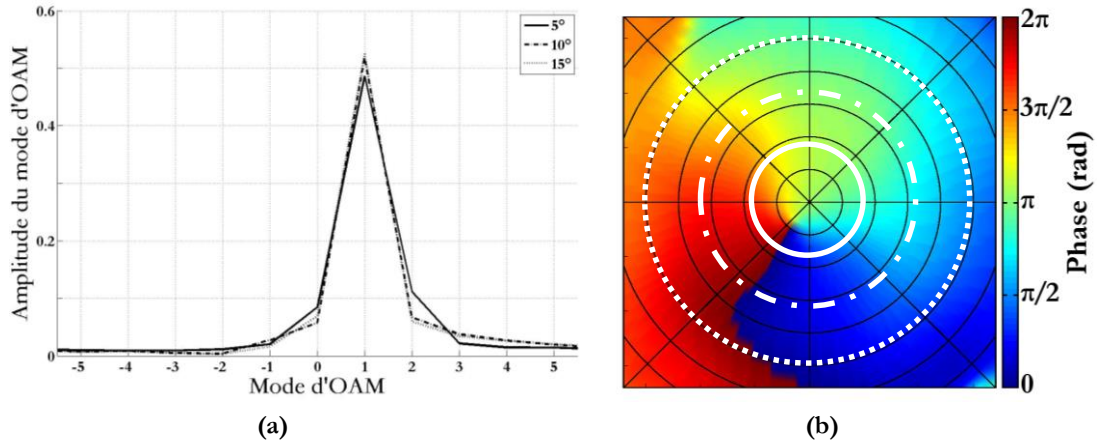 0.6
0.4
0.2
0
5°
10°
15°
Amplitude du mode d'OAM
-5 -4 -3 -2 -1 0 1 2 3 4 5
Mode d'OAM
(a)
2π
3π/2
π
π/2
0
Phase (rad)
(b)